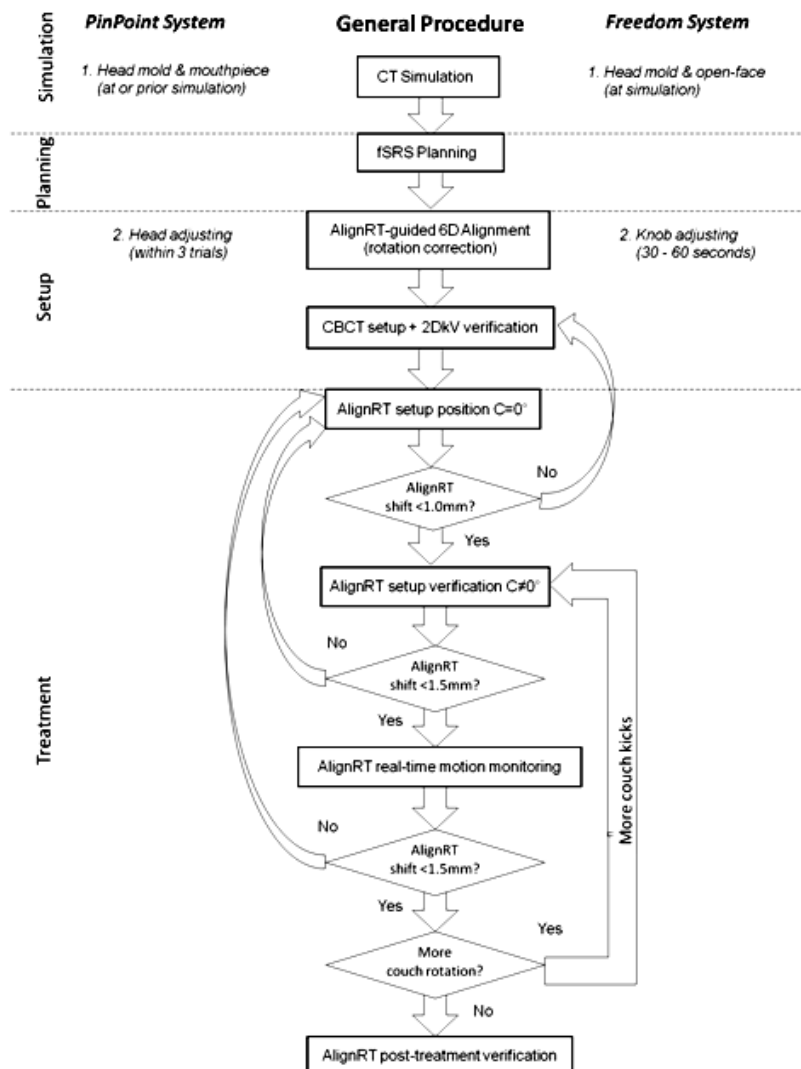 PinPoint System
General Procedure
Freedom System
Simulation
1. Head mold & mouthpiece
(at or prior simulation)
CT Simulation
1. Head mold & open-face
(at simulation)
Planning
fSRS Planning
Setup
2. Head adjusting
(within 3 trials)
AlignRT-guided 6D Alignment
(rotation correction)
2. Knob adjusting
(30 - 60 seconds)
CBCT setup + 2DkV verification
Treatment
AlignRT setup position C=0°
AlignRT
shift <1.0mm?
No
Yes
AlignRT setup verification C≠0°
No
AlignRT
shift <1.5mm?
Yes
AlignRT real-time motion monitoring
More couch kicks
No
AlignRT
shift <1.5mm?
Yes
More
couch rotation?
Yes
No
AlignRT post-treatment verification